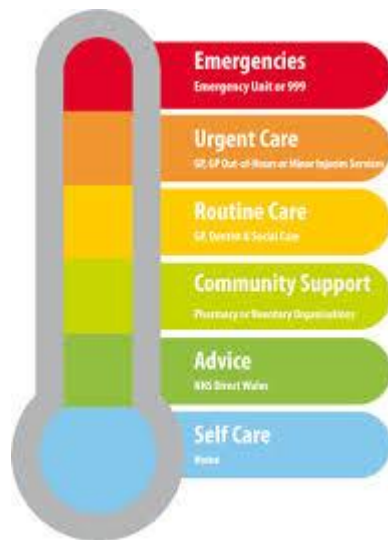 Emergencies
Emergency Unit or 999
Urgent Care
GP, GP Out-of-Hours or Minor Injuries Services
Routine Care
GP, Dentist & Social Care
Community Support
Pharmacy or Voluntary Organisations
Advice
NHS Direct Wales
Self Care
Home